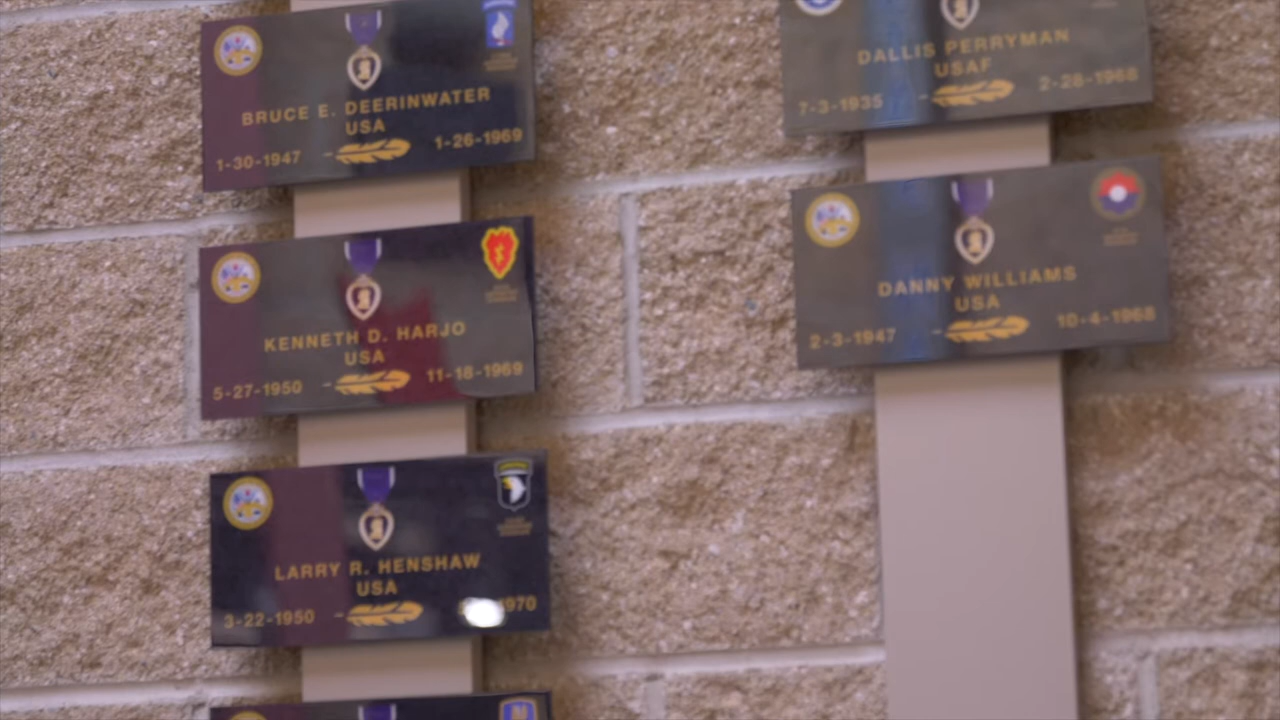 BRUCE E. DEERINWATER
USA
1-30-1947 1-26-1969
KENNETH D. HARJO
USA
5-27-1950 11-18-1969
LARRY R. HENSHAW
USA
3-22-1950 970
DALLIS PERRYMAN
USAF
7-3-1935 2-28-1968
DANNY WILLIAMS
USA
2-3-1947 10-4-1968